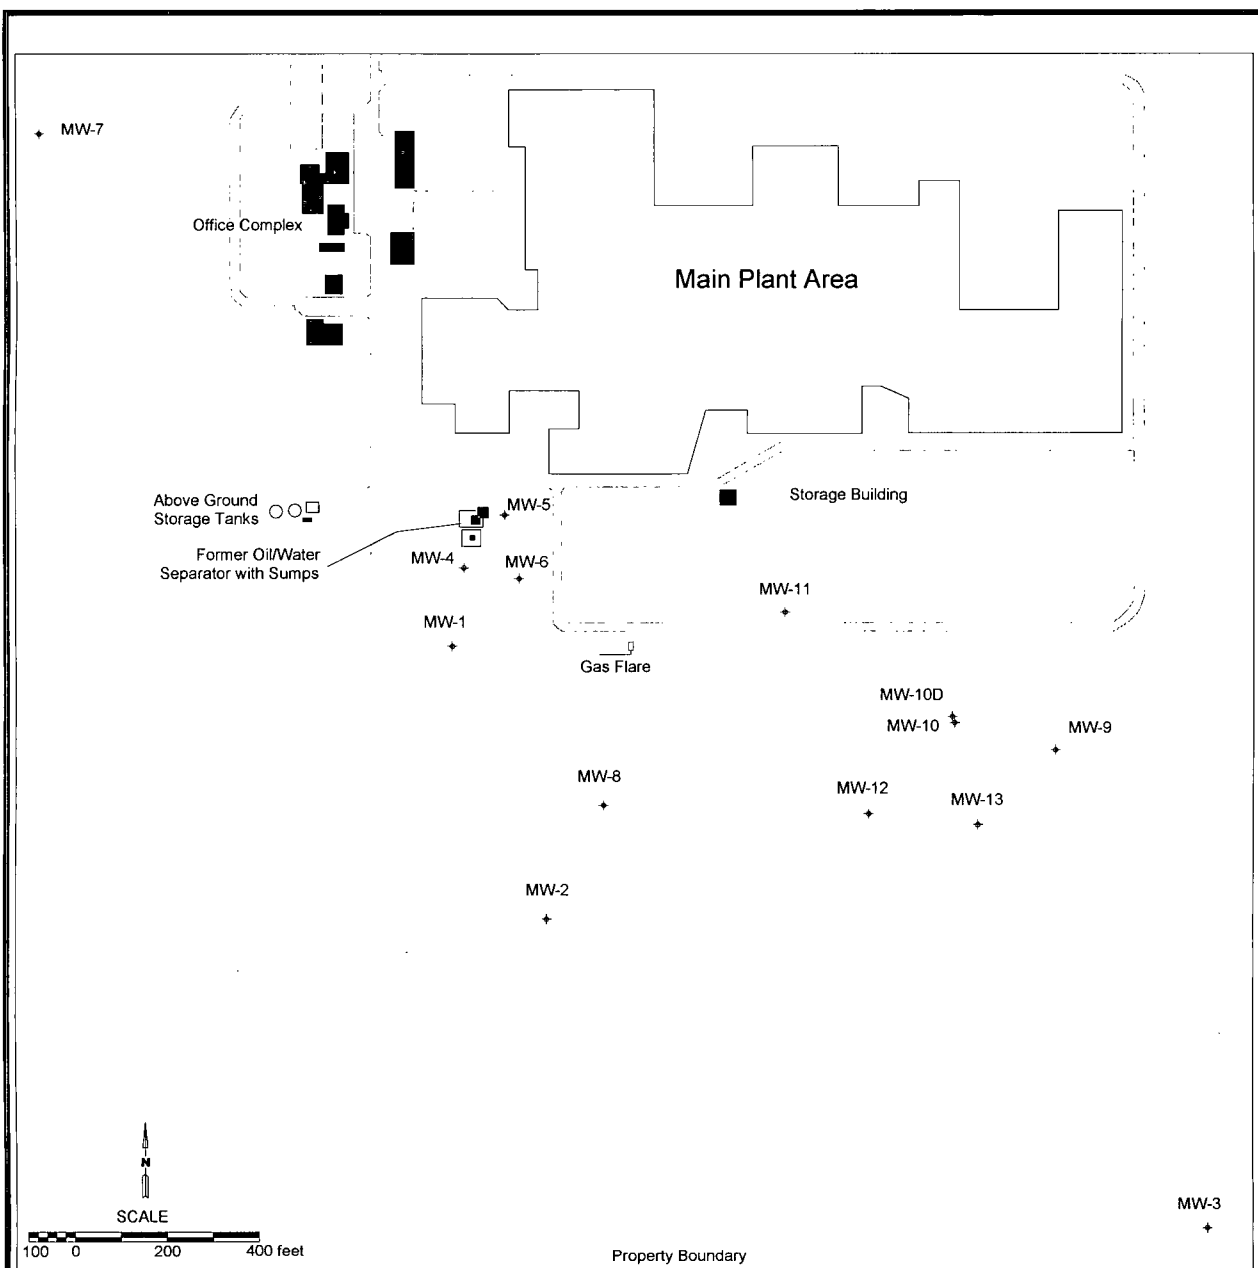 MW-7
Office Complex
Main Plant Area
Above Ground
Storage Tanks
MW-5
Storage Building
Former Oil/Water
Separator with Sumps
MW-4
MW-6
MW-11
MW-1
Gas Flare
MW-10D
MW-10
MW-9
MW-8
MW-12
MW-13
MW-2
N
SCALE
100 0 200 400 feet
MW-3
Property Boundary